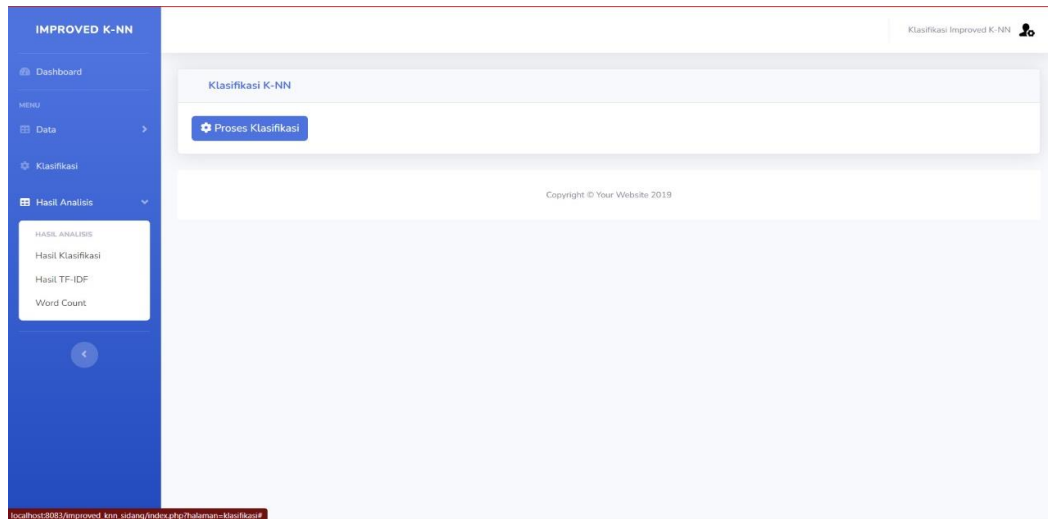 IMPROVED K-NN
Klasifikasi Improved K-NN
Dashboard
MENU
Data
Klasifikasi
Hasil Analisis
HASIL ANALISIS
Hasil Klasifikasi
Hasil TF-IDF
Word Count
Klasifikasi K-NN
Proses Klasifikasi
Copyright © Your Website 2019
localhost:8083/improved_knn_sidang/index.php?halaman=klasifikasi#